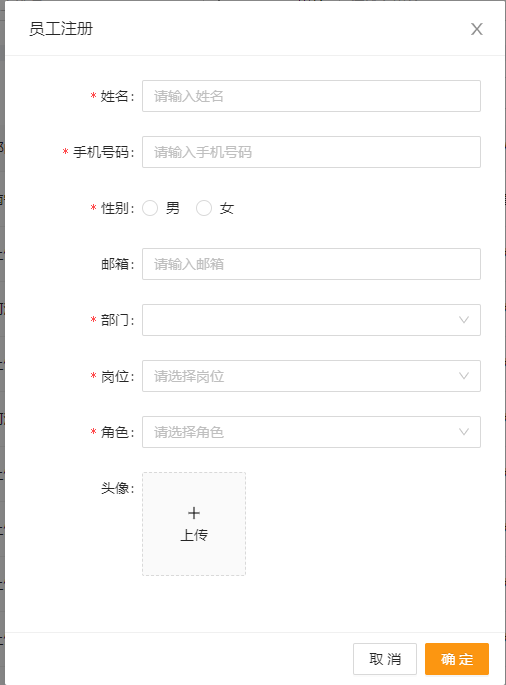 员工注册
* 姓名: 请输入姓名
* 手机号码: 请输入手机号码
* 性别: 男 女
邮箱: 请输入邮箱
* 部门:
* 岗位: 请选择岗位
* 角色: 请选择角色
头像:
上传
取 消 确 定